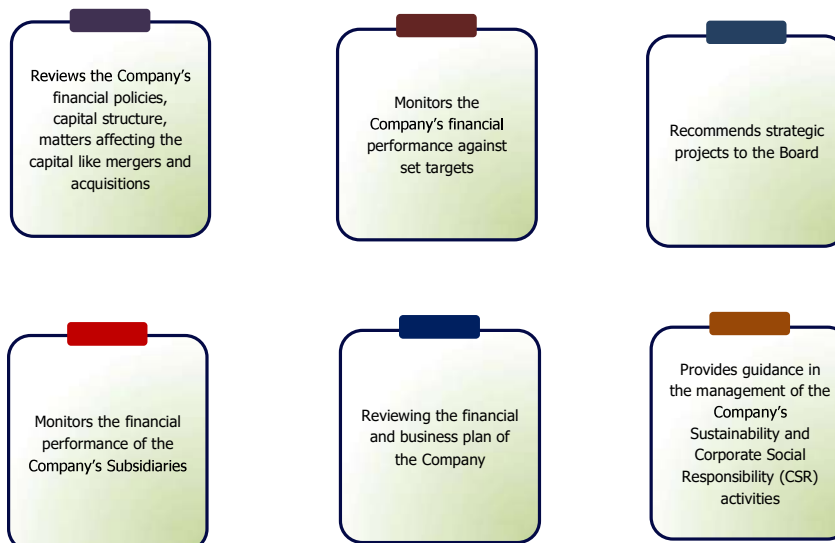 Reviews the Company's
financial policies,
capital structure,
matters affecting the
capital like mergers and
acquisitions
Monitors the
Company's financial
performance against
set targets
Recommends strategic
projects to the Board
Monitors the financial
performance of the
Company's Subsidiaries
Reviewing the financial
and business plan of
the Company
Provides guidance in
the management of the
Company's
Sustainability and
Corporate Social
Responsibility (CSR)
activities